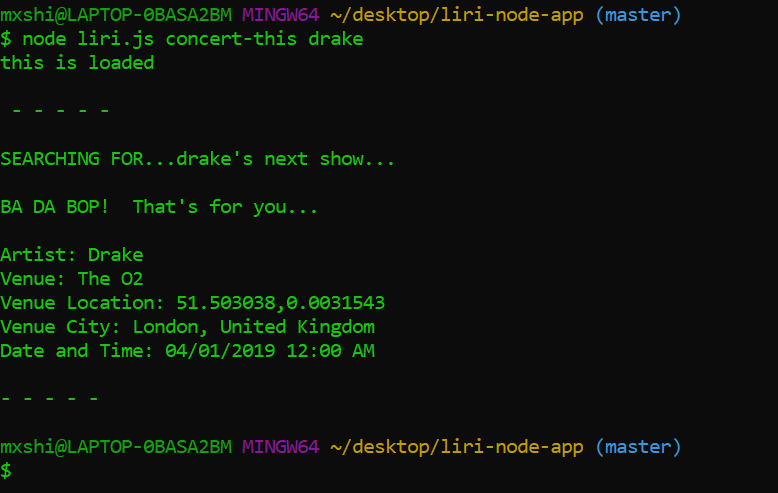 mxshi@LAPTOP-0BASA2BM MINGW64 ~/desktop/liri-node-app (master)
$ node liri.js concert-this drake
this is loaded
- - - - -
SEARCHING FOR...drake's next show...
BA DA BOP!  That's for you...
Artist: Drake
Venue: The O2
Venue Location: 51.503038,0.0031543
Venue City: London, United Kingdom
Date and Time: 04/01/2019 12:00 AM
- - - - -
mxshi@LAPTOP-0BASA2BM MINGW64 ~/desktop/liri-node-app (master)
$